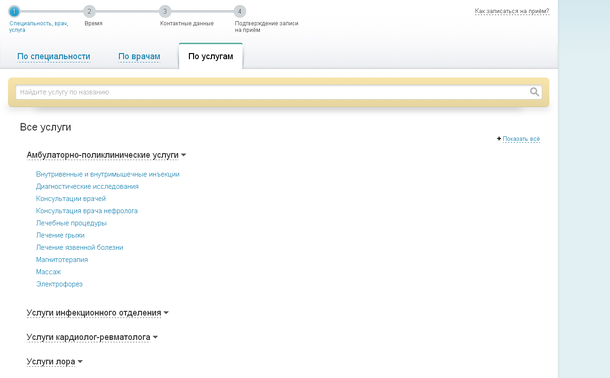 1
2
3
4
Специальность, врач,
услуга
Время
Контактные данные
Подтверждение записи
на приём
Как записаться на приём?
По специальности
По врачам
По услугам
Найдите услугу по названию
Все услуги
+ Показать всё
Амбулаторно-поликлинические услуги
Внутривенные и внутримышечные инъекции
Диагностические исследования
Консультации врачей
Консультация врача нефролога
Лечебные процедуры
Лечение грыжи
Лечение язвенной болезни
Магнитотерапия
Массаж
Электрофорез
Услуги инфекционного отделения
Услуги кардиолог-ревматолога
Услуги лора